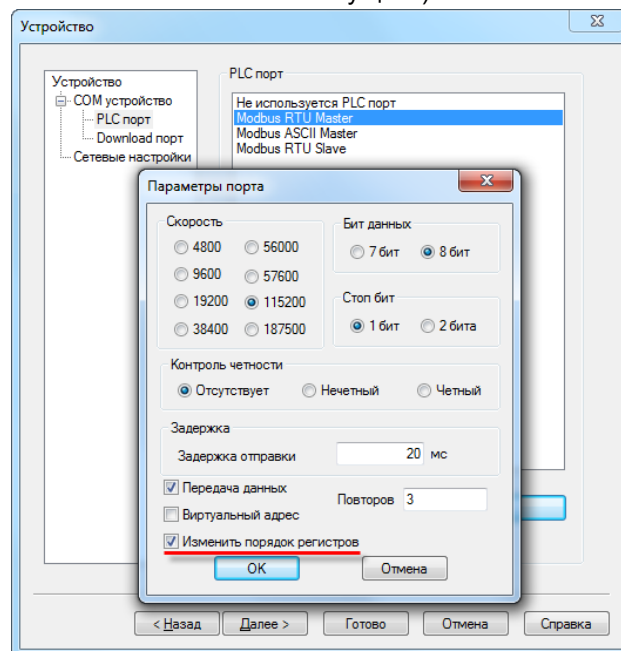 Устройство
Устройство
COM устройство
PLC порт
Download порт
Сетевые настройки
PLC порт
Не используется PLC порт
Modbus RTU Master
Modbus ASCII Master
Modbus RTU Slave
Параметры порта
Скорость
4800 56000
9600 57600
19200 115200
38400 187500
Бит данных
7 бит 8 бит
Стоп бит
1 бит 2 бита
Контроль четности
Отсутствует Нечетный Четный
Задержка
Задержка отправки 20 мс
Передача данных
Повторов 3
Виртуальный адрес
Изменить порядок регистров
OK Отмена
< Назад Далее > Готово Отмена Справка